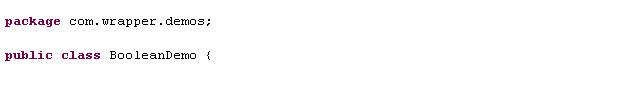 package com.wrapper.demos;
public class BooleanDemo {